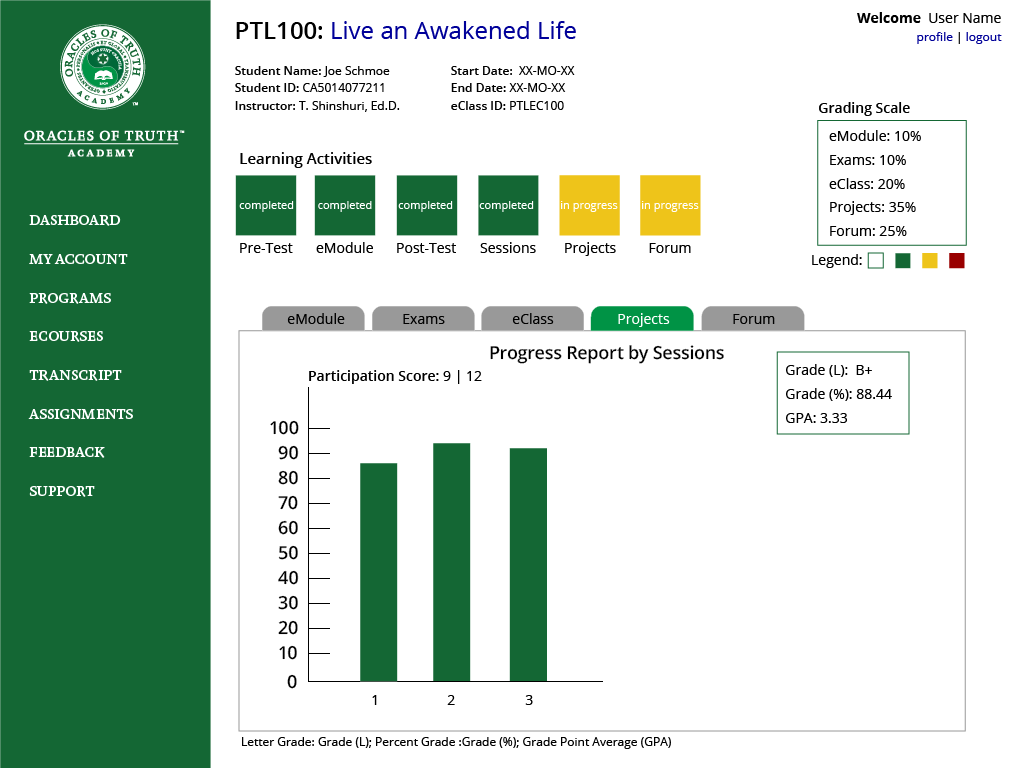 ORACLES OF TRUTH
ACADEMY
™
ORACLES OF TRUTH™
ACADEMY
DASHBOARD
MY ACCOUNT
PROGRAMS
ECOURSES
TRANSCRIPT
ASSIGNMENTS
FEEDBACK
SUPPORT
PTL100: Live an Awakened Life
Welcome User Name
profile | logout
Student Name: Joe Schmoe
Student ID: CA5014077211
Instructor: T. Shinshuri, Ed.D.
Start Date: XX-MO-XX
End Date: XX-MO-XX
eClass ID: PTLEC100
Grading Scale
eModule: 10%
Exams: 10%
eClass: 20%
Projects: 35%
Forum: 25%
Legend:
Learning Activities
completed completed completed completed in progress in progress
Pre-Test eModule Post-Test Sessions Projects Forum
eModule Exams eClass Projects Forum
Progress Report by Sessions
Participation Score: 9 | 12
Grade (L): B+
Grade (%): 88.44
GPA: 3.33
100
90
80
70
60
50
40
30
20
10
0
1 2 3
Letter Grade: Grade (L); Percent Grade :Grade (%); Grade Point Average (GPA)